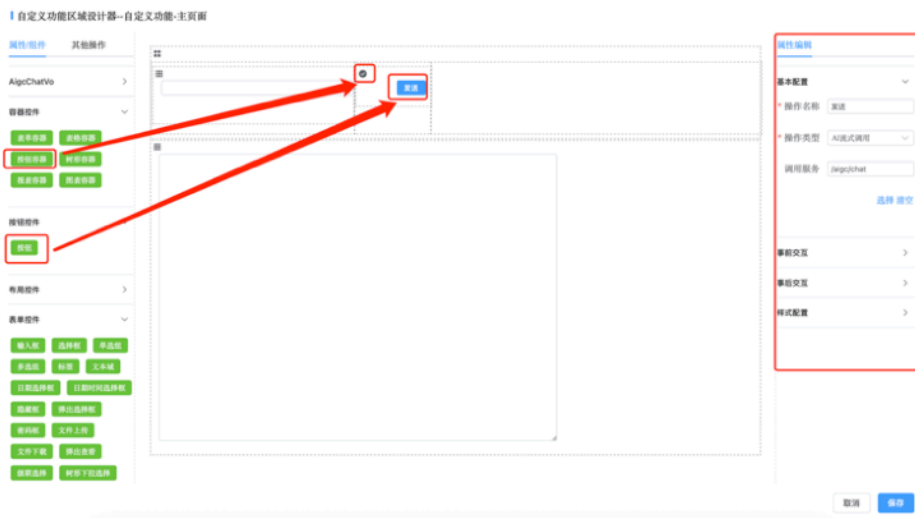 自定义功能区域设计器--自定义功能-主页面
属性/组件 其他操作
AigcChatVo
容器控件
表单容器 表格容器
按钮容器 树形容器
报表容器 图表容器
按钮控件
按钮
布局控件
表单控件
输入框 选择框 单选组
多选组 标签 文本域
日期选择框 日期时间选择框
隐藏框 弹出选择框
密码框 文件上传
文件下载 弹出查看
级联选择 树形下拉选择
发送
属性编辑
基本配置
* 操作名称 发送
* 操作类型 AI流式调用
调用服务 /aigc/chat
选择 清空
事前交互
事后交互
样式配置
取消 保存